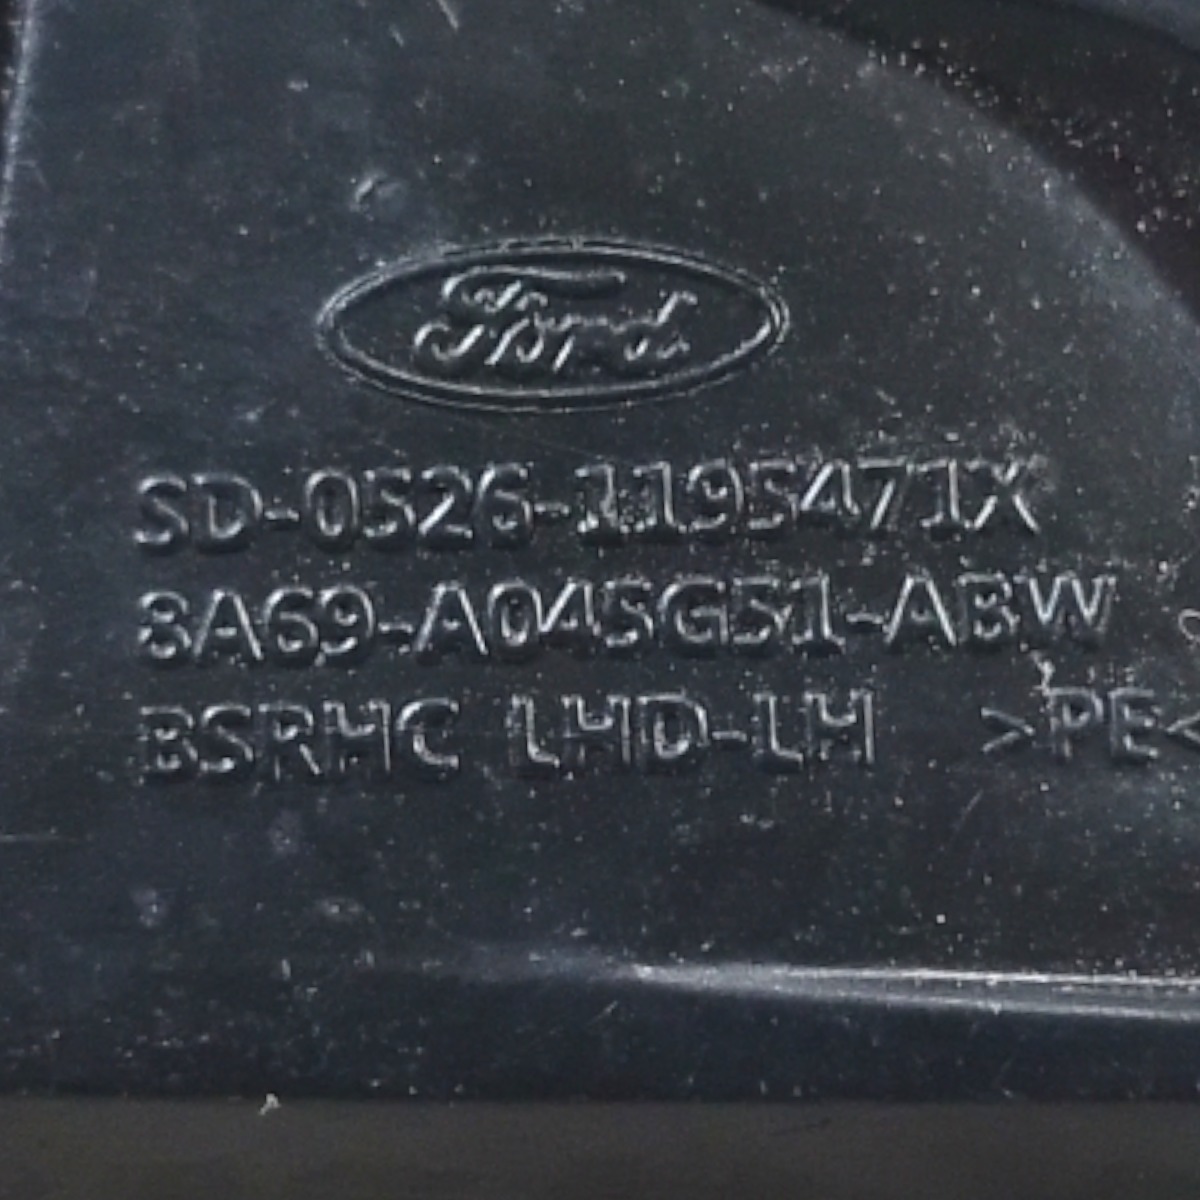 Ford
SD-0526-1195471X
8A69-A045G51-ABW
BSRHC LHD-LH >PE<